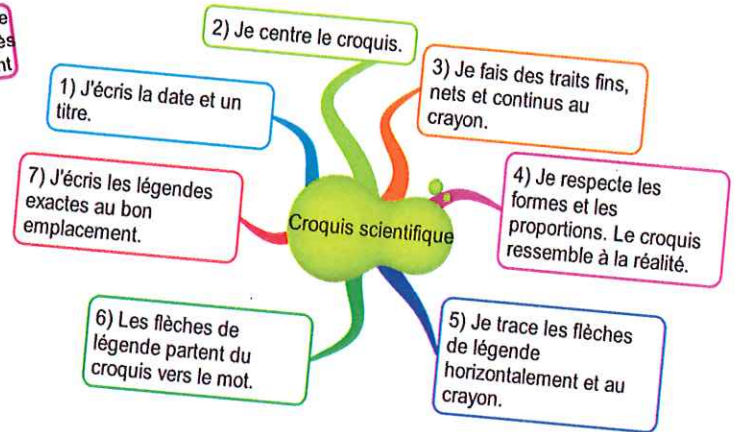 e
ès
nt
2) Je centre le croquis.
1) J'écris la date et un
titre.
3) Je fais des traits fins,
nets et continus au
crayon.
7) J'écris les légendes
exactes au bon
emplacement.
Croquis scientifique
4) Je respecte les
formes et les
proportions. Le croquis
ressemble à la réalité.
6) Les flèches de
légende partent du
croquis vers le mot.
5) Je trace les flèches
de légende
horizontalement et au
crayon.